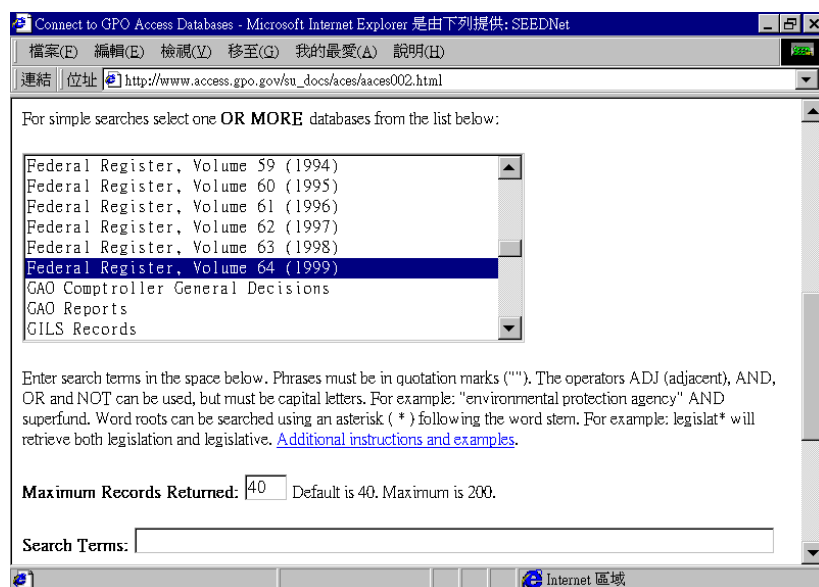 Connect to GPO Access Databases - Microsoft Internet Explorer 是由下列提供: SEEDNet
檔案(F) 編輯(E) 檢視(V) 移至(G) 我的最愛(A) 說明(H)
連結 位址 http://www.access.gpo.gov/su_docs/aces/aaces002.html
For simple searches select one OR MORE databases from the list below:
Federal Register, Volume 59 (1994)
Federal Register, Volume 60 (1995)
Federal Register, Volume 61 (1996)
Federal Register, Volume 62 (1997)
Federal Register, Volume 63 (1998)
Federal Register, Volume 64 (1999)
GAO Comptroller General Decisions
GAO Reports
GILS Records
Enter search terms in the space below. Phrases must be in quotation marks (""). The operators ADJ (adjacent), AND,
OR and NOT can be used, but must be capital letters. For example: "environmental protection agency" AND
superfund. Word roots can be searched using an asterisk ( * ) following the word stem. For example: legislat* will
retrieve both legislation and legislative. Additional instructions and examples.
Maximum Records Returned: 40 Default is 40. Maximum is 200.
Search Terms:
Internet 區域